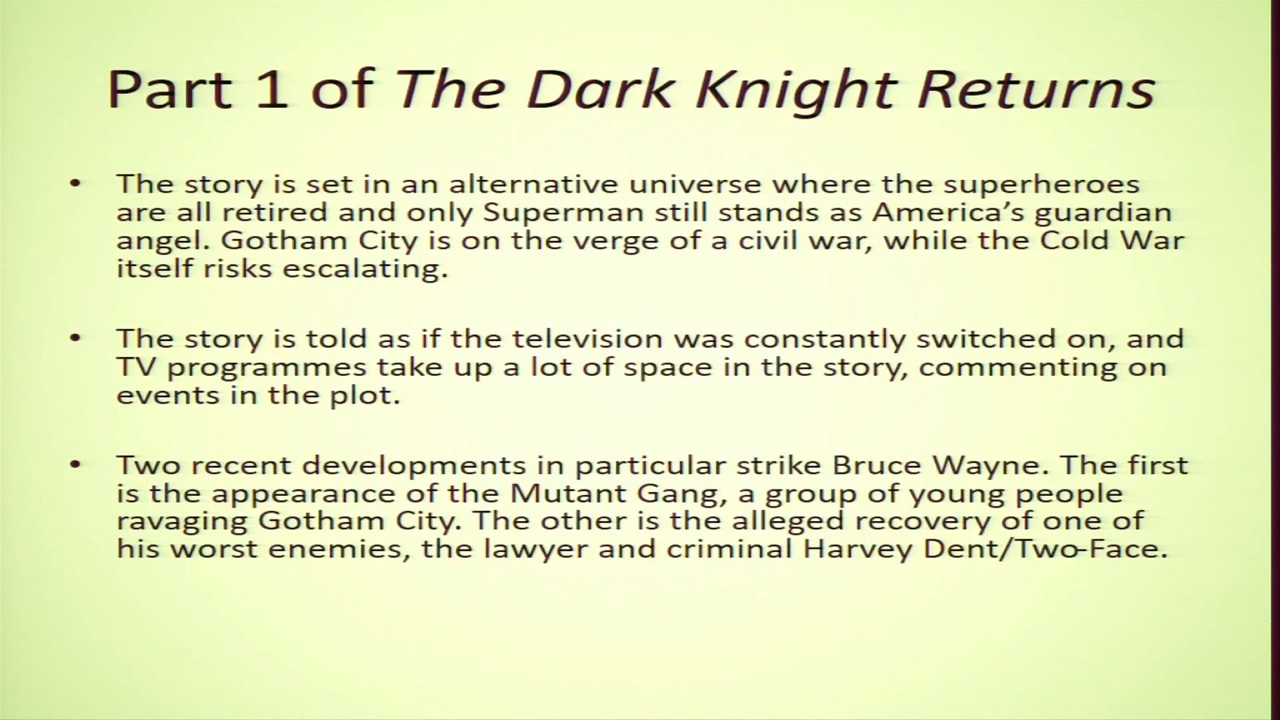 Part 1 of The Dark Knight Returns
• The story is set in an alternative universe where the superheroes
are all retired and only Superman still stands as America's guardian
angel. Gotham City is on the verge of a civil war, while the Cold War
itself risks escalating.
• The story is told as if the television was constantly switched on, and
TV programmes take up a lot of space in the story, commenting on
events in the plot.
• Two recent developments in particular strike Bruce Wayne. The first
is the appearance of the Mutant Gang, a group of young people
ravaging Gotham City. The other is the alleged recovery of one of
his worst enemies, the lawyer and criminal Harvey Dent/Two-Face.